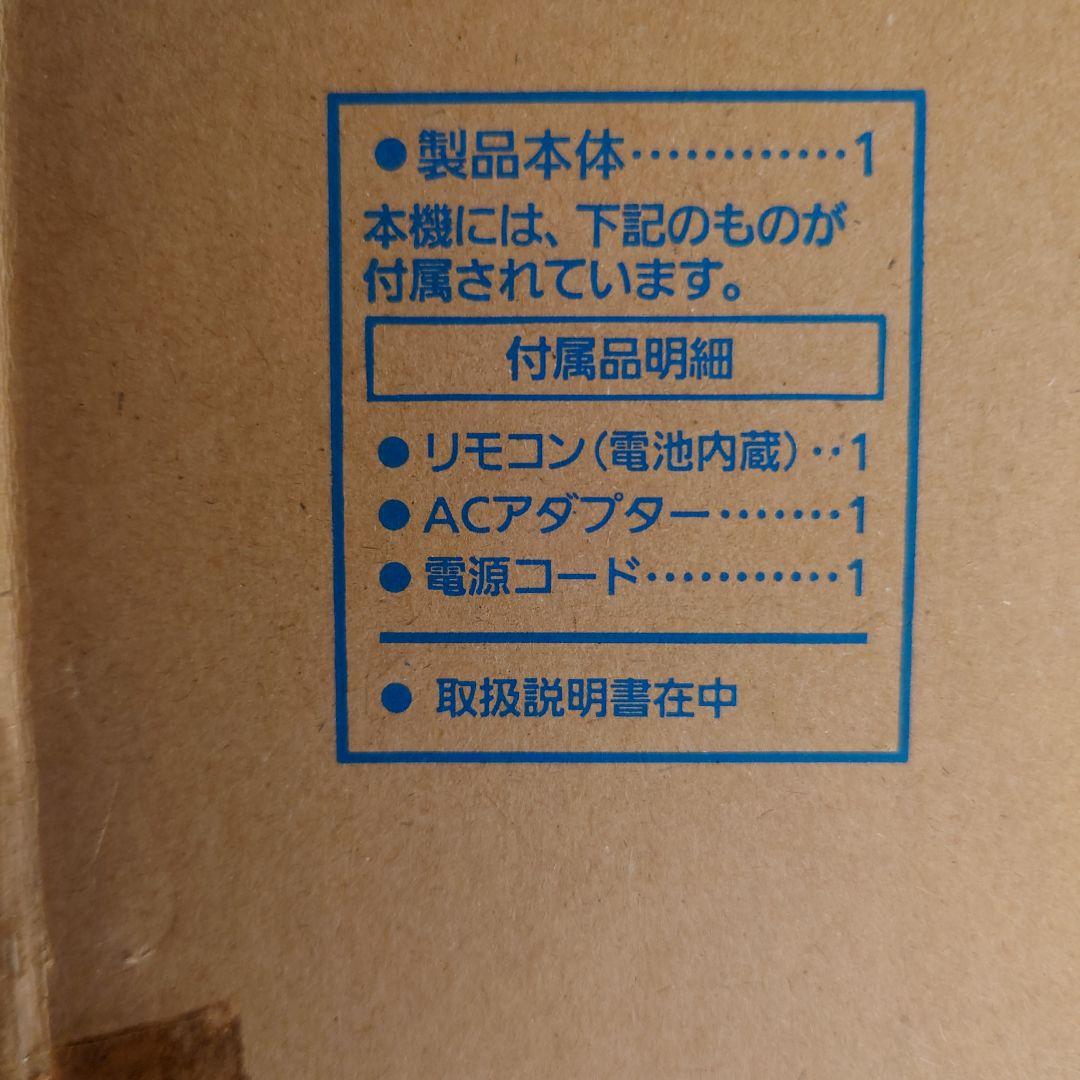 ●製品本体…………1
本機には、下記のものが
付属されています。
付属品明細
●リモコン(電池内蔵)‥1
●ACアダプター………1
●電源コード…………1
●取扱説明書在中